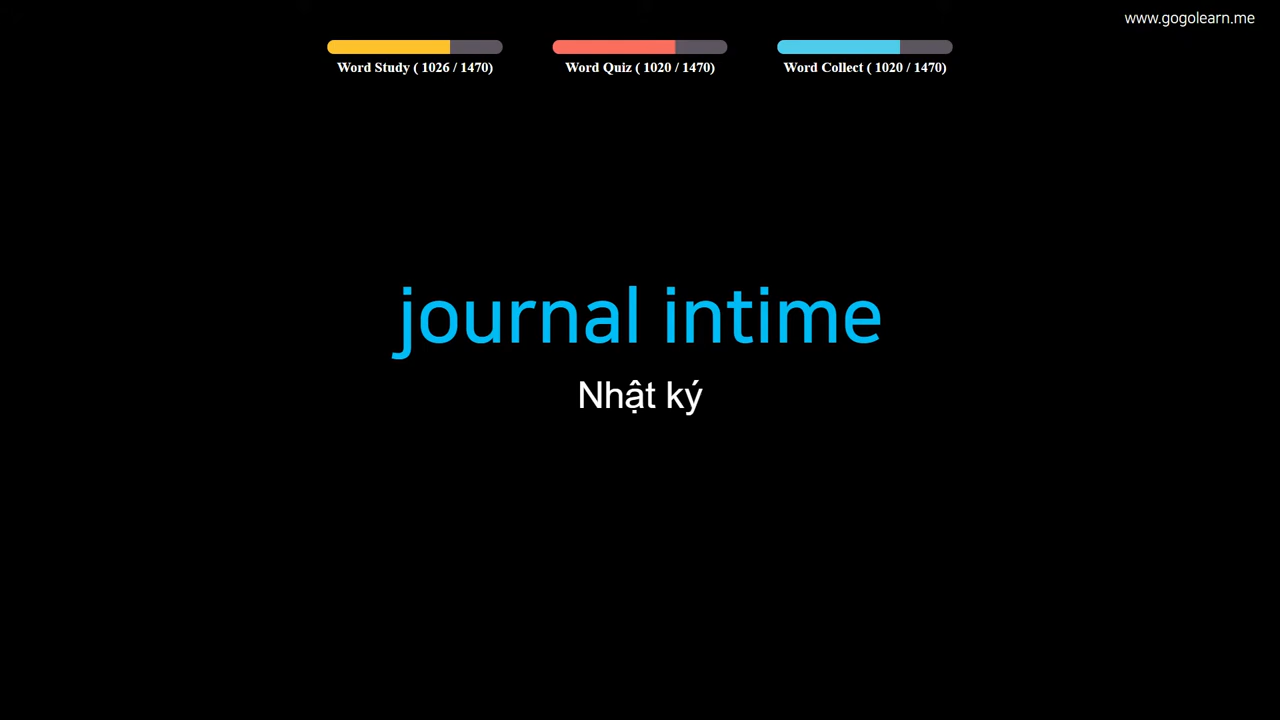 www.gogolearn.me
Word Study ( 1026 / 1470)
Word Quiz ( 1020 / 1470)
Word Collect ( 1020 / 1470)
journal intime
Nhật ký